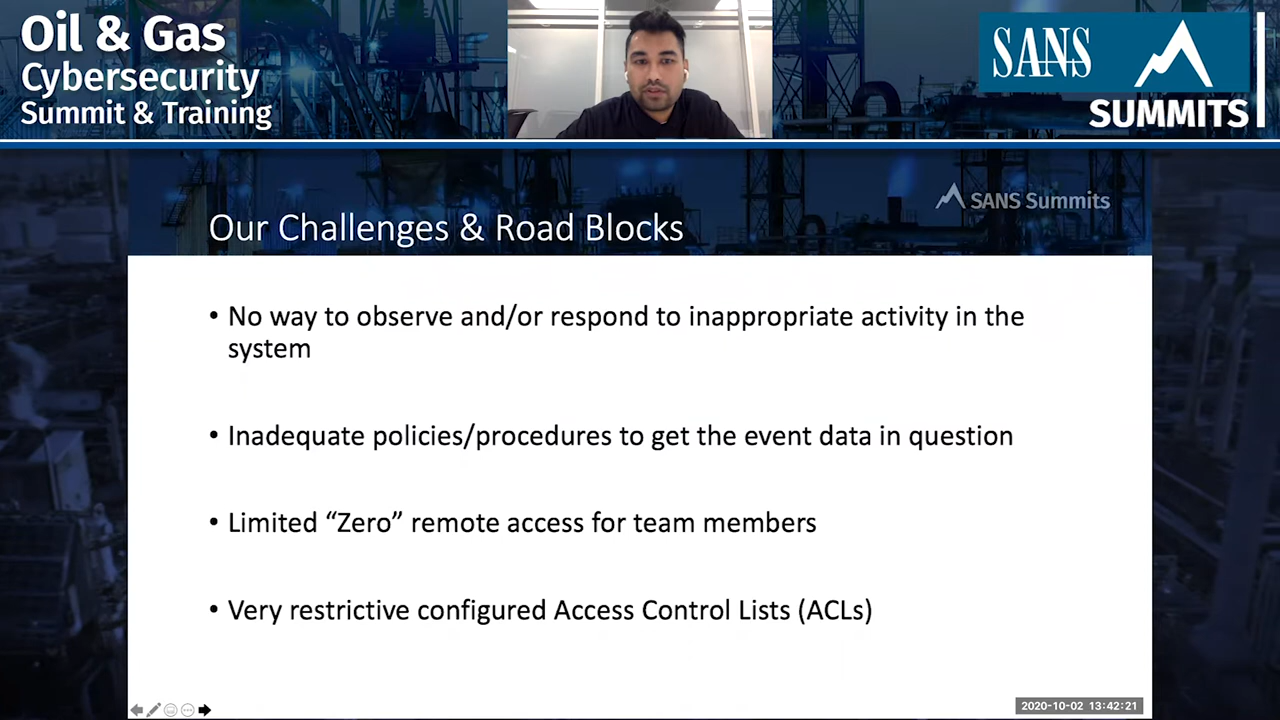 Oil & Gas
Cybersecurity
Summit & Training
SANS
SUMMITS
SANS Summits
Our Challenges & Road Blocks
• No way to observe and/or respond to inappropriate activity in the
system
• Inadequate policies/procedures to get the event data in question
• Limited “Zero” remote access for team members
• Very restrictive configured Access Control Lists (ACLs)
2020-10-02 13:42:21